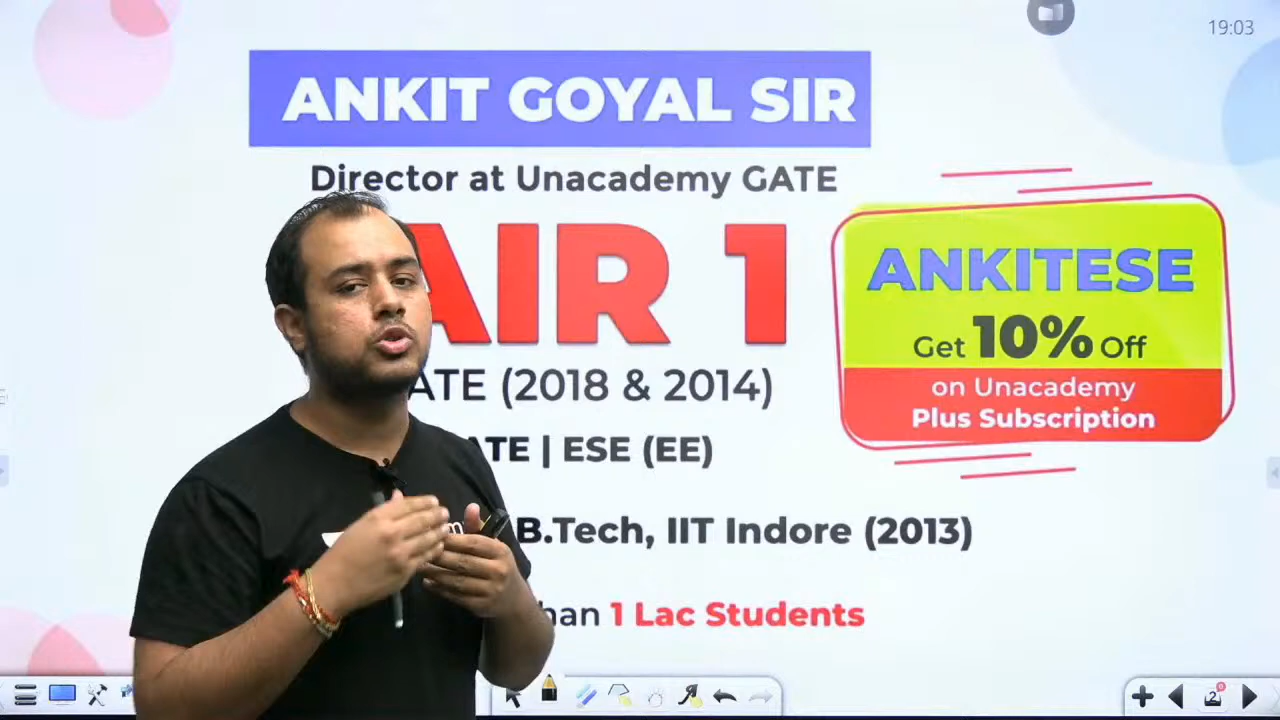 19:03
ANKIT GOYAL SIR
Director at Unacademy GATE
AIR 1
ATE (2018 & 2014)
ATE | ESE (EE)
B.Tech, IIT Indore (2013)
han 1 Lac Students
ANKITESE
Get 10% Off
on Unacademy
Plus Subscription
2